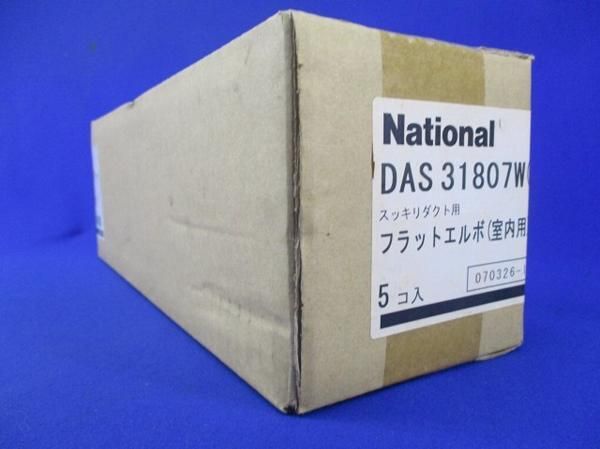 National
DAS 31807W
スッキリダクト用
フラットエルボ(室内用)
070326-
5 コ入